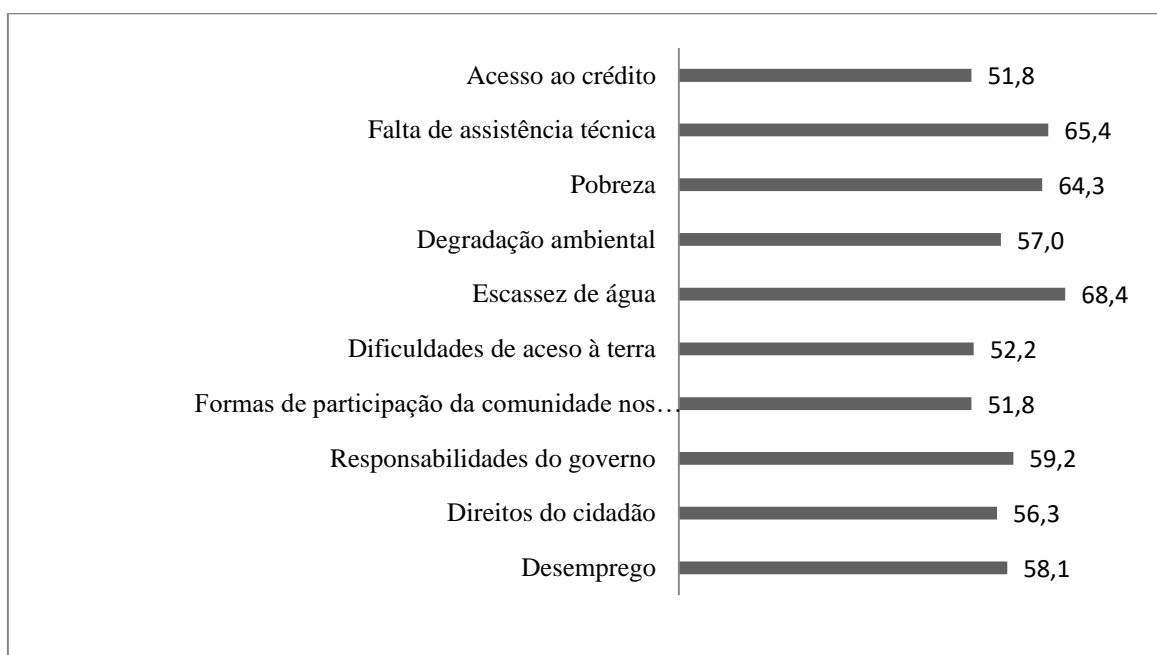 Acesso ao crédito 51,8
Falta de assistência técnica 65,4
Pobreza 64,3
Degradação ambiental 57,0
Escassez de água 68,4
Dificuldades de aceso à terra 52,2
Formas de participação da comunidade nos… 51,8
Responsabilidades do governo 59,2
Direitos do cidadão 56,3
Desemprego 58,1